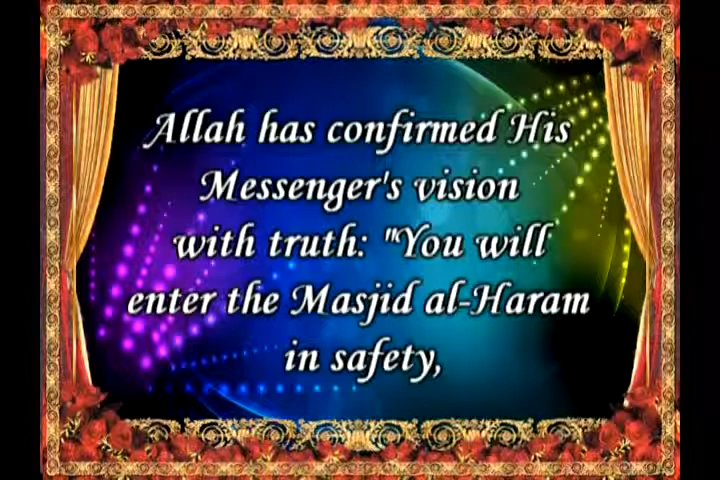 Allah has confirmed His
Messenger's vision
with truth: "You will
enter the Masjid al-Haram
in safety,